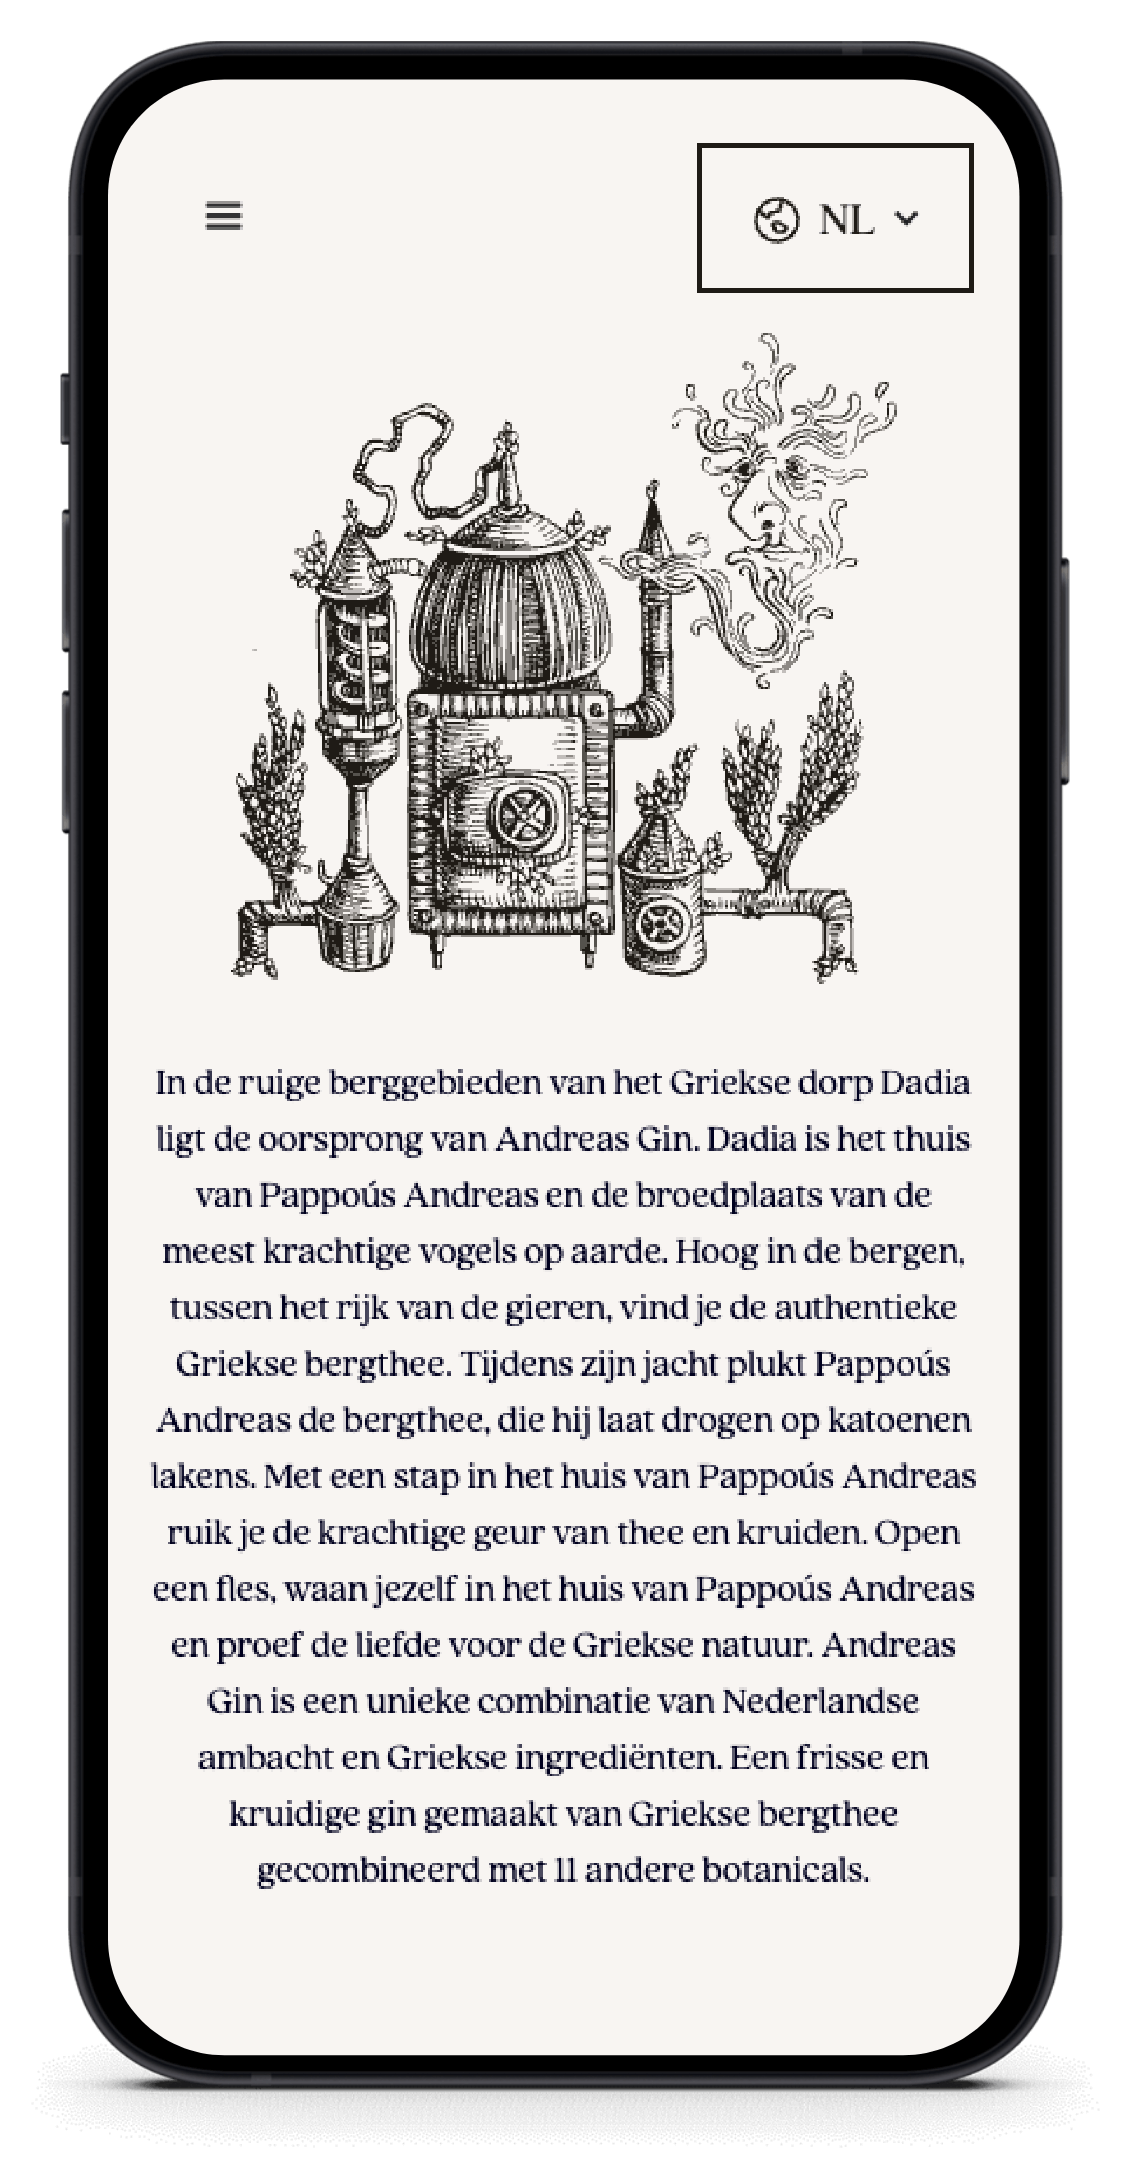 NL
In de ruige berggebieden van het Griekse dorp Dadia
ligt de oorsprong van Andreas Gin. Dadia is het thuis
van Pappoús Andreas en de broedplaats van de
meest krachtige vogels op aarde. Hoog in de bergen,
tussen het rijk van de gieren, vind je de authentieke
Griekse bergthee. Tijdens zijn jacht plukt Pappoús
Andreas de bergthee, die hij laat drogen op katoenen
lakens. Met een stap in het huis van Pappoús Andreas
ruik je de krachtige geur van thee en kruiden. Open
een fles, waan jezelf in het huis van Pappoús Andreas
en proef de liefde voor de Griekse natuur. Andreas
Gin is een unieke combinatie van Nederlandse
ambacht en Griekse ingrediënten. Een frisse en
kruidige gin gemaakt van Griekse bergthee
gecombineerd met 11 andere botanicals.